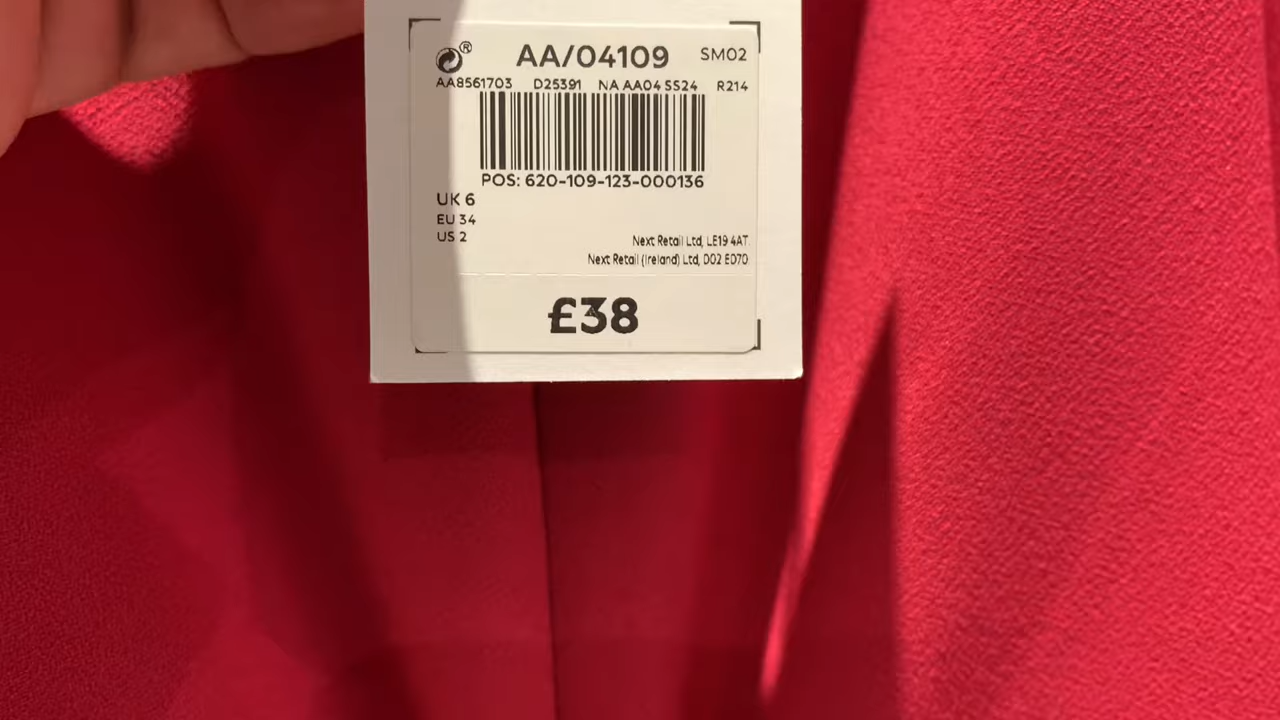 ®
AA/04109 SM02
AA8561703 D25391 NA AA04 SS24 R214
POS: 620-109-123-000136
UK 6
EU 34
US 2
Next Retail Ltd, LE19 4AT.
Next Retail (Ireland) Ltd, D02 ED70
£38